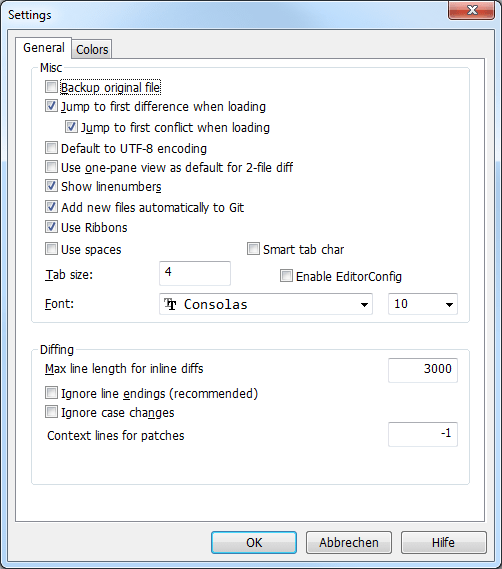 Settings
General Colors
Misc
Backup original file
Jump to first difference when loading
Jump to first conflict when loading
Default to UTF-8 encoding
Use one-pane view as default for 2-file diff
Show linenumbers
Add new files automatically to Git
Use Ribbons
Use spaces Smart tab char
Tab size: 4 Enable EditorConfig
Font: Consolas 10
Diffing
Max line length for inline diffs 3000
Ignore line endings (recommended)
Ignore case changes
Context lines for patches -1
OK Abbrechen Hilfe